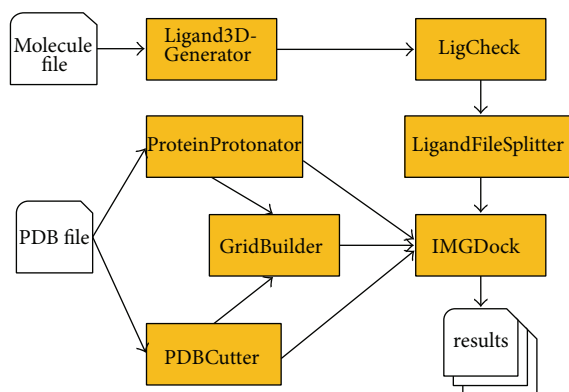 Molecule
file
Ligand3D-
Generator
LigCheck
ProteinProtonator
LigandFileSplitter
PDB file
GridBuilder
IMGDock
PDBCutter
results